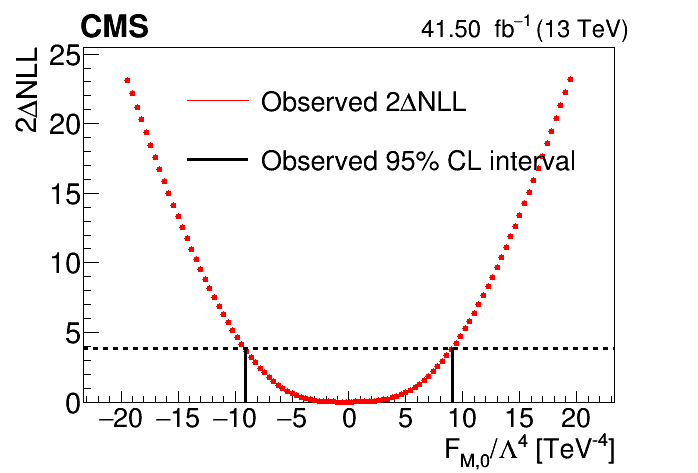 CMS 41.50 fb⁻¹ (13 TeV)
2ΔNLL
25
20
15
10
5
0
Observed 2ΔNLL
Observed 95% CL interval
−20 −15 −10 −5 0 5 10 15 20
F_{M,0}/Λ⁴ [TeV⁻⁴]